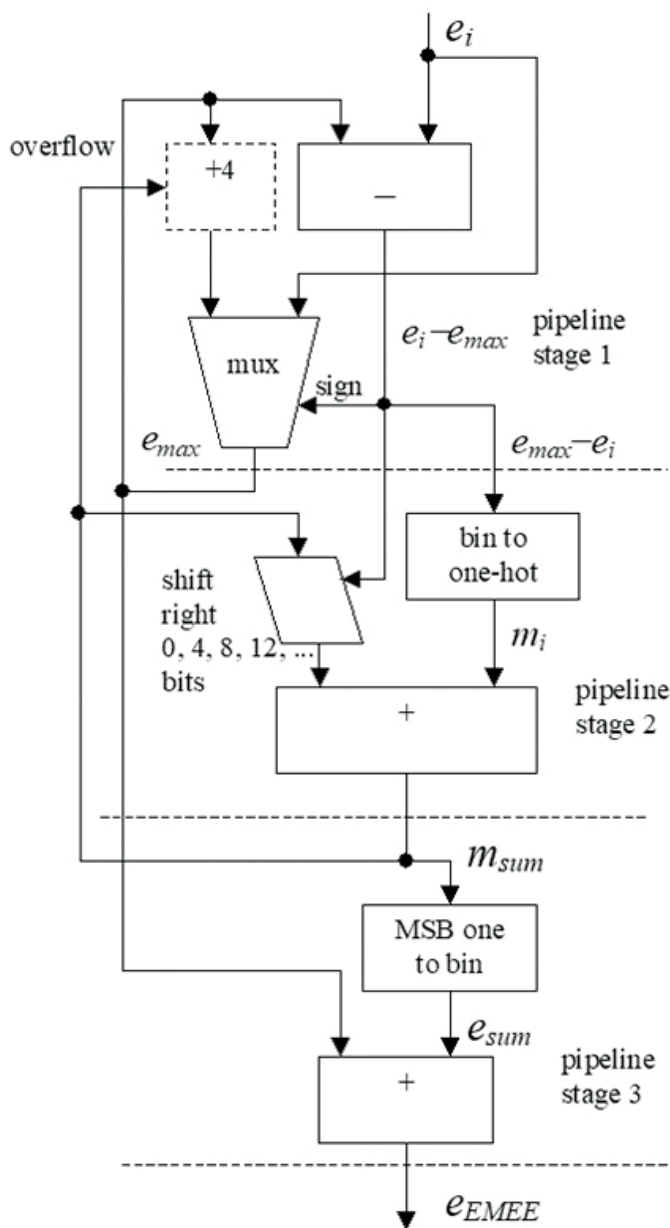 e_i
overflow
+4
−
e_i−e_max
pipeline
stage 1
mux
sign
e_max
e_max−e_i
bin to
one-hot
shift
right
0, 4, 8, 12, ...
bits
m_i
+
pipeline
stage 2
m_sum
MSB one
to bin
e_sum
+
pipeline
stage 3
e_EMEE